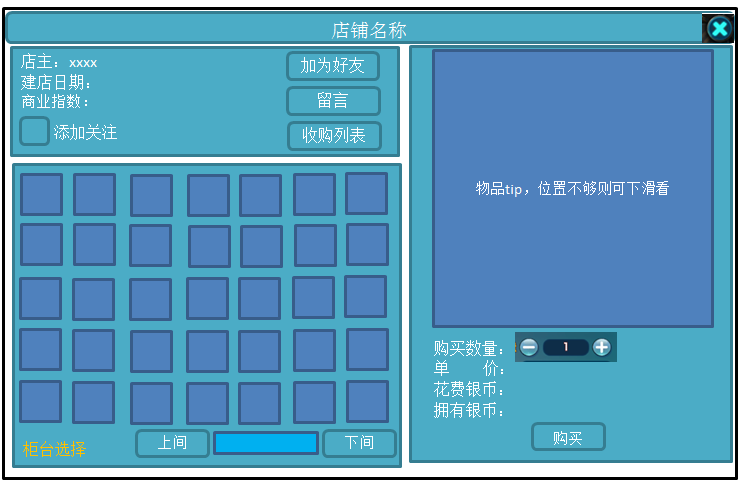 店铺名称
店主：xxxx
建店日期：
商业指数：
添加关注
加为好友
留言
收购列表
柜台选择
上间
下间
物品tip，位置不够则可下滑看
购买数量： 1
单　价：
花费银币：
拥有银币：
购买